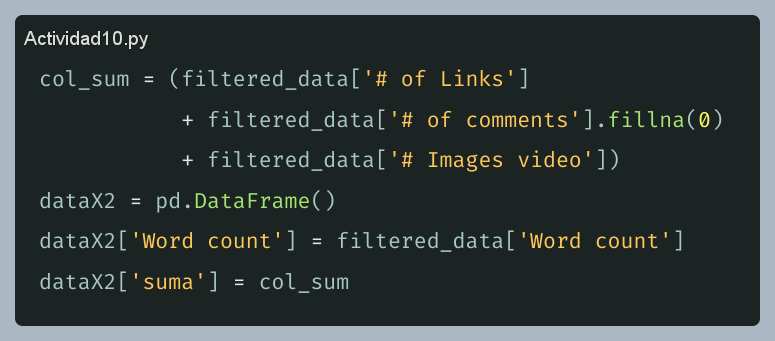 Actividad10.py
col_sum = (filtered_data['# of Links']
+ filtered_data['# of comments'].fillna(0)
+ filtered_data['# Images video'])
dataX2 = pd.DataFrame()
dataX2['Word count'] = filtered_data['Word count']
dataX2['suma'] = col_sum